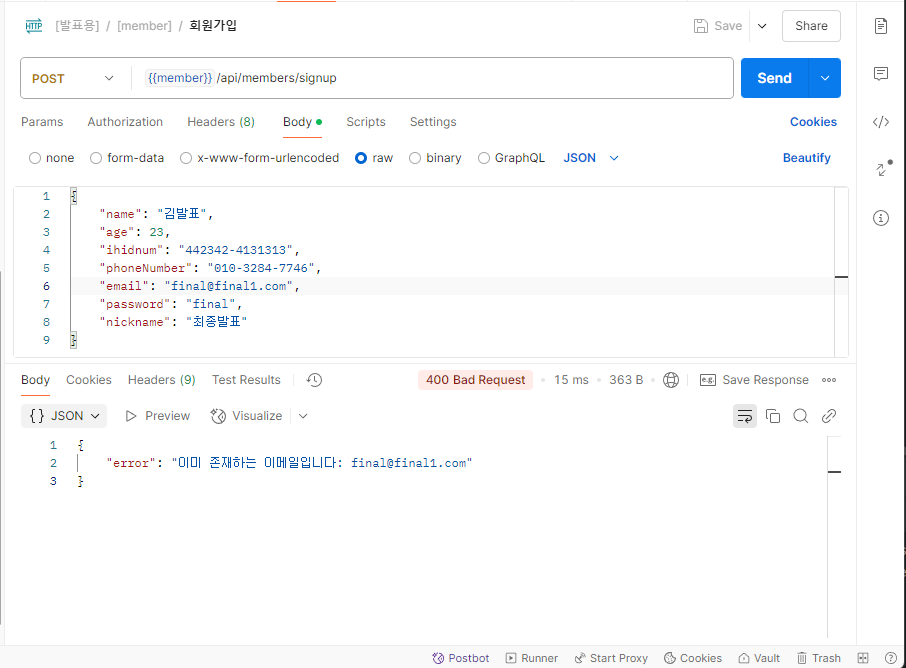 HTTP [발표용] / [member] / 회원가입 Save Share
POST {{member}} /api/members/signup Send
Params Authorization Headers (8) Body Scripts Settings Cookies
none form-data x-www-form-urlencoded raw binary GraphQL JSON Beautify
1 {
2 "name": "김발표",
3 "age": 23,
4 "ihidnum": "442342-4131313",
5 "phoneNumber": "010-3284-7746",
6 "email": "final@final1.com",
7 "password": "final",
8 "nickname": "최종발표"
9 }
Body Cookies Headers (9) Test Results 400 Bad Request 15 ms 363 B e.g. Save Response
{} JSON Preview Visualize
1 {
2 "error": "이미 존재하는 이메일입니다: final@final1.com"
3 }
Postbot Runner Start Proxy Cookies Vault Trash